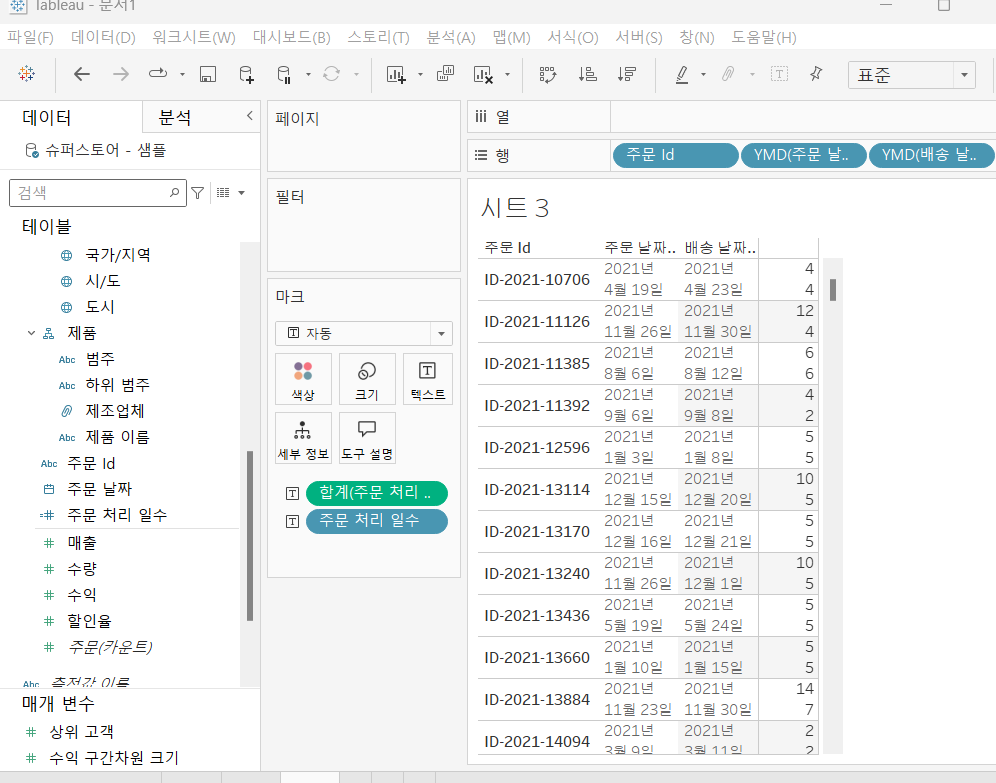 Tableau - 문서1
파일(F) 데이터(D) 워크시트(W) 대시보드(B) 스토리(T) 분석(A) 맵(M) 서식(O) 서버(S) 창(N) 도움말(H)
표준
데이터 분석
슈퍼스토어 - 샘플
검색
테이블
국가/지역
시/도
도시
제품
Abc 범주
Abc 하위 범주
제조업체
Abc 제품 이름
Abc 주문 Id
주문 날짜
주문 처리 일수
매출
수량
수익
할인율
주문(카운트)
Abc 측정값 이름
매개 변수
상위 고객
수익 구간차원 크기
페이지
필터
마크
자동
색상 크기 텍스트
세부 정보 도구 설명
합계(주문 처리 ..
주문 처리 일수
열
행 주문 Id YMD(주문 날.. YMD(배송 날..
시트 3
주문 Id 주문 날짜.. 배송 날짜..
ID-2021-10706 2021년 4월 19일 2021년 4월 23일 4 4
ID-2021-11126 2021년 11월 26일 2021년 11월 30일 12 4
ID-2021-11385 2021년 8월 6일 2021년 8월 12일 6 6
ID-2021-11392 2021년 9월 6일 2021년 9월 8일 4 2
ID-2021-12596 2021년 1월 3일 2021년 1월 8일 5 5
ID-2021-13114 2021년 12월 15일 2021년 12월 20일 10 5
ID-2021-13170 2021년 12월 16일 2021년 12월 21일 5 5
ID-2021-13240 2021년 11월 26일 2021년 12월 1일 10 5
ID-2021-13436 2021년 5월 19일 2021년 5월 24일 5 5
ID-2021-13660 2021년 1월 10일 2021년 1월 15일 5 5
ID-2021-13884 2021년 11월 23일 2021년 11월 30일 14 7
ID-2021-14094 2021년 3월 9일 2021년 3월 11일 2 2